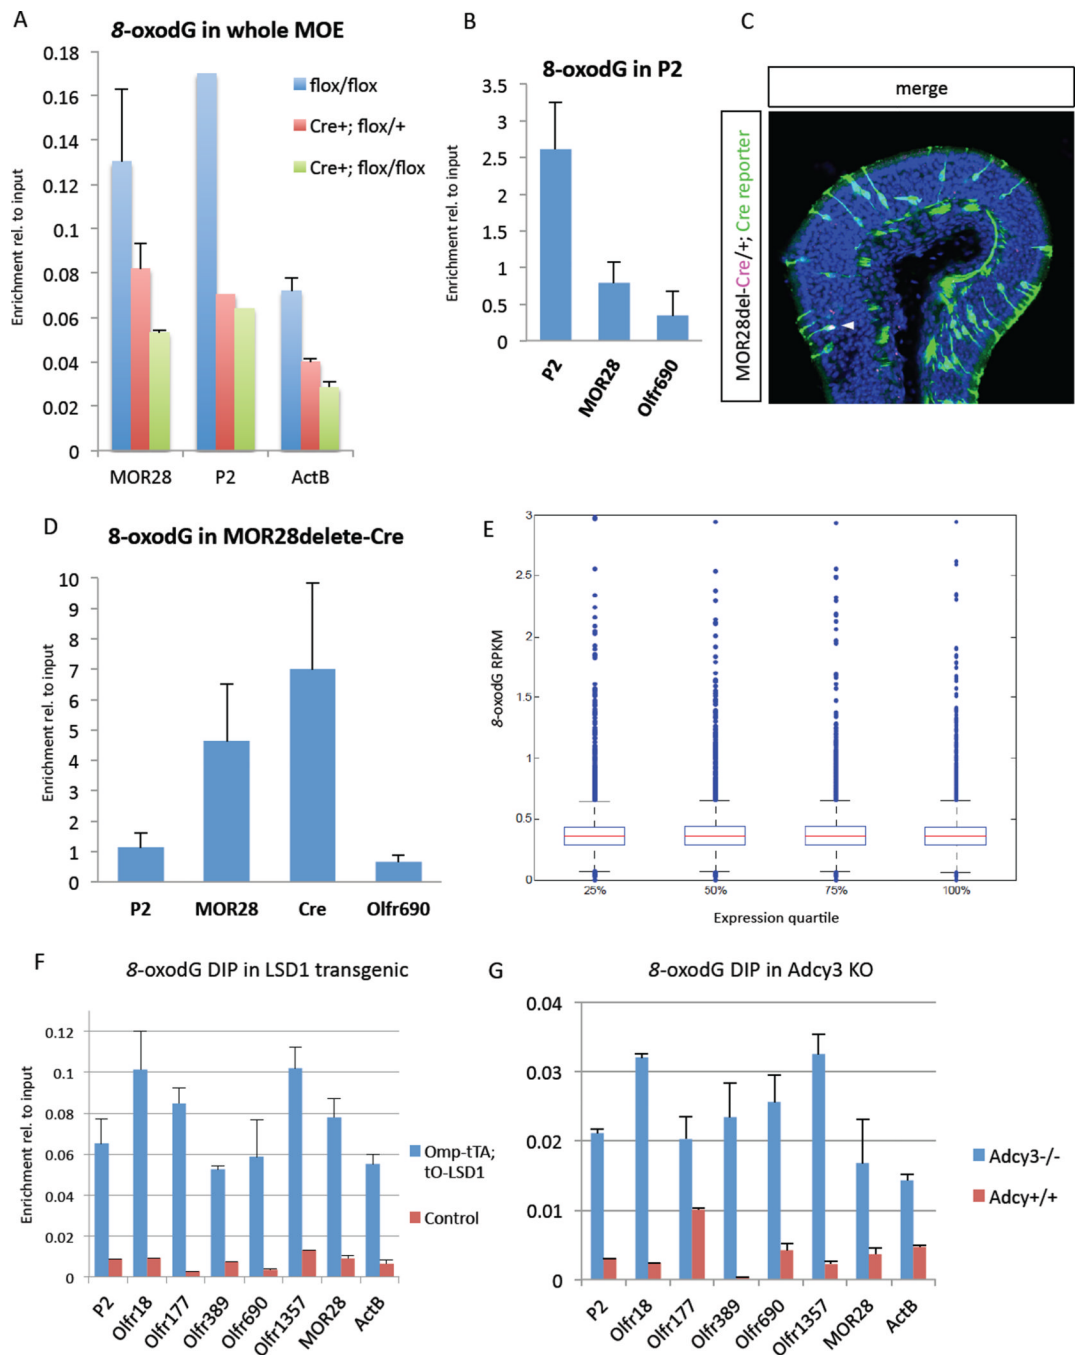 A
8-oxodG in whole MOE
0.18
0.16
0.14
0.12
0.1
0.08
0.06
0.04
0.02
0
Enrichment rel. to input
flox/flox
Cre+; flox/+
Cre+; flox/flox
MOR28 P2 ActB
B
8-oxodG in P2
3.5
3
2.5
2
1.5
1
0.5
0
Enrichment rel. to input
P2 MOR28 Olfr690
C
merge
MOR28del-Cre/+; Cre reporter
D
8-oxodG in MOR28delete-Cre
10
9
8
7
6
5
4
3
2
1
0
Enrichment rel. to input
P2 MOR28 Cre Olfr690
E
3
2.5
2
1.5
1
0.5
0
8-oxodG RPKM
25% 50% 75% 100%
Expression quartile
F
8-oxodG DIP in LSD1 transgenic
0.12
0.1
0.08
0.06
0.04
0.02
0
Enrichment rel. to input
Omp-tTA;
tO-LSD1
Control
P2 Olfr18 Olfr177 Olfr389 Olfr690 Olfr1357 MOR28 ActB
G
8-oxodG DIP in Adcy3 KO
0.04
0.03
0.02
0.01
0
Adcy3-/-
Adcy+/+
P2 Olfr18 Olfr177 Olfr389 Olfr690 Olfr1357 MOR28 ActB